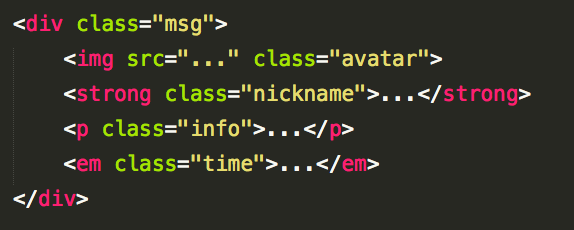 <div class="msg">
    <img src="..." class="avatar">
    <strong class="nickname">...</strong>
    <p class="info">...</p>
    <em class="time">...</em>
</div>